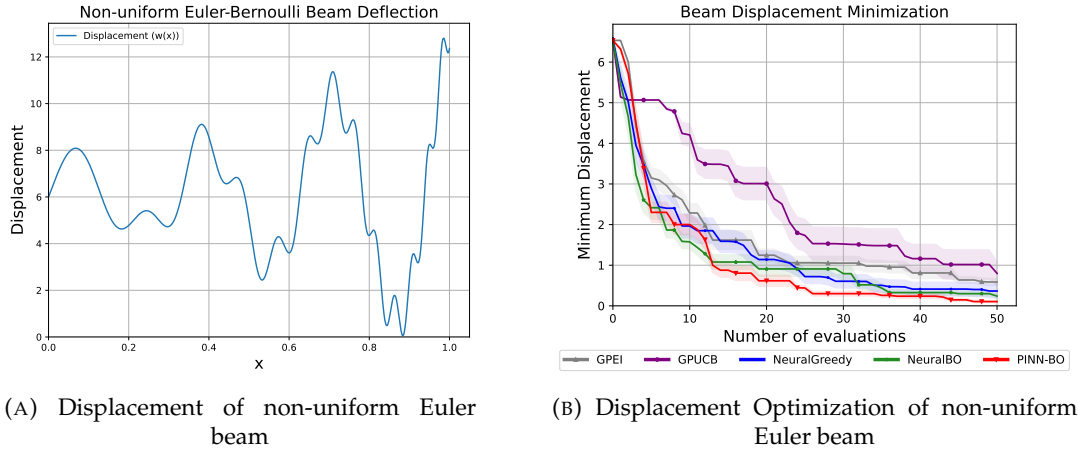 Non-uniform Euler-Bernoulli Beam Deflection
Displacement (w(x))
Displacement
12
10
8
6
4
2
0
0.0 0.2 0.4 0.6 0.8 1.0
x
(A) Displacement of non-uniform Euler
beam
Beam Displacement Minimization
Minimum Displacement
6
5
4
3
2
1
0
0 10 20 30 40 50
Number of evaluations
GPEI GPUCB NeuralGreedy NeuralBO PINN-BO
(B) Displacement Optimization of non-uniform
Euler beam